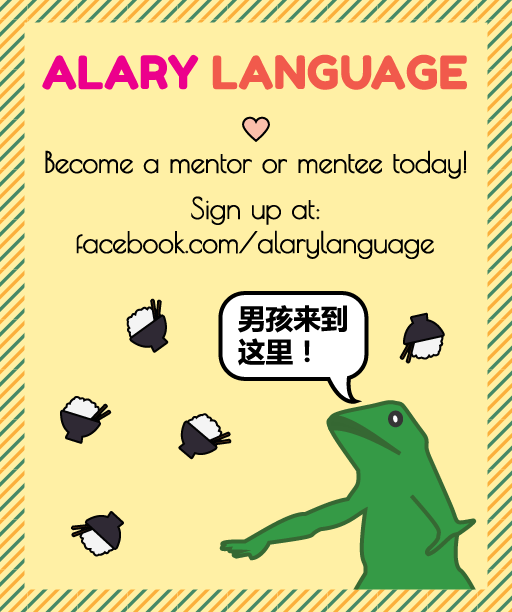 ALARY LANGUAGE
Become a mentor or mentee today!
Sign up at:
facebook.com/alarylanguage
男孩来到
这里！